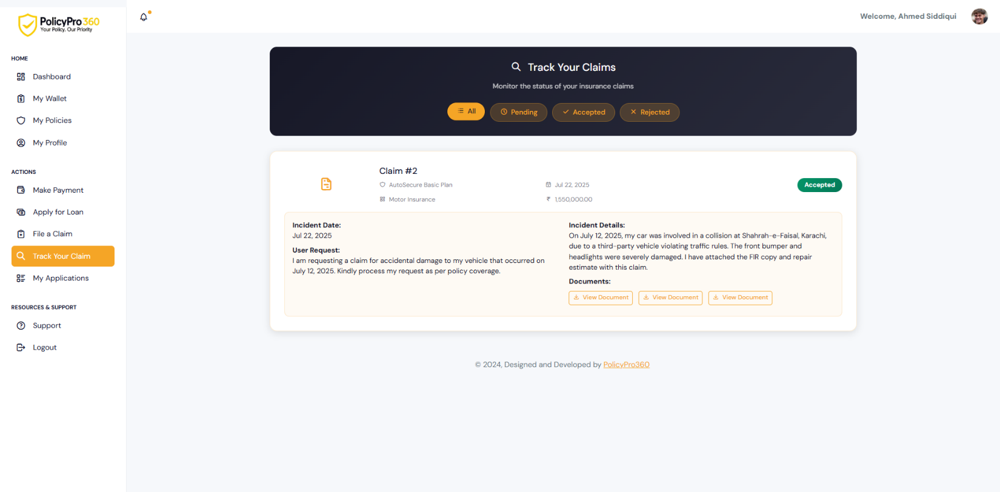 PolicyPro360
Your Policy, Our Priority
Welcome, Ahmed Siddiqui
HOME
Dashboard
My Wallet
My Policies
My Profile
ACTIONS
Make Payment
Apply for Loan
File a Claim
Track Your Claim
My Applications
RESOURCES & SUPPORT
Support
Logout
Track Your Claims
Monitor the status of your insurance claims
All Pending Accepted Rejected
Claim #2
AutoSecure Basic Plan Jul 22, 2025
Motor Insurance ₹ 1,550,000.00
Accepted
Incident Date:
Jul 22, 2025
User Request:
I am requesting a claim for accidental damage to my vehicle that occurred on
July 12, 2025. Kindly process my request as per policy coverage.
Incident Details:
On July 12, 2025, my car was involved in a collision at Shahrah-e-Faisal, Karachi,
due to a third-party vehicle violating traffic rules. The front bumper and
headlights were severely damaged. I have attached the FIR copy and repair
estimate with this claim.
Documents:
View Document View Document View Document
© 2024, Designed and Developed by PolicyPro360